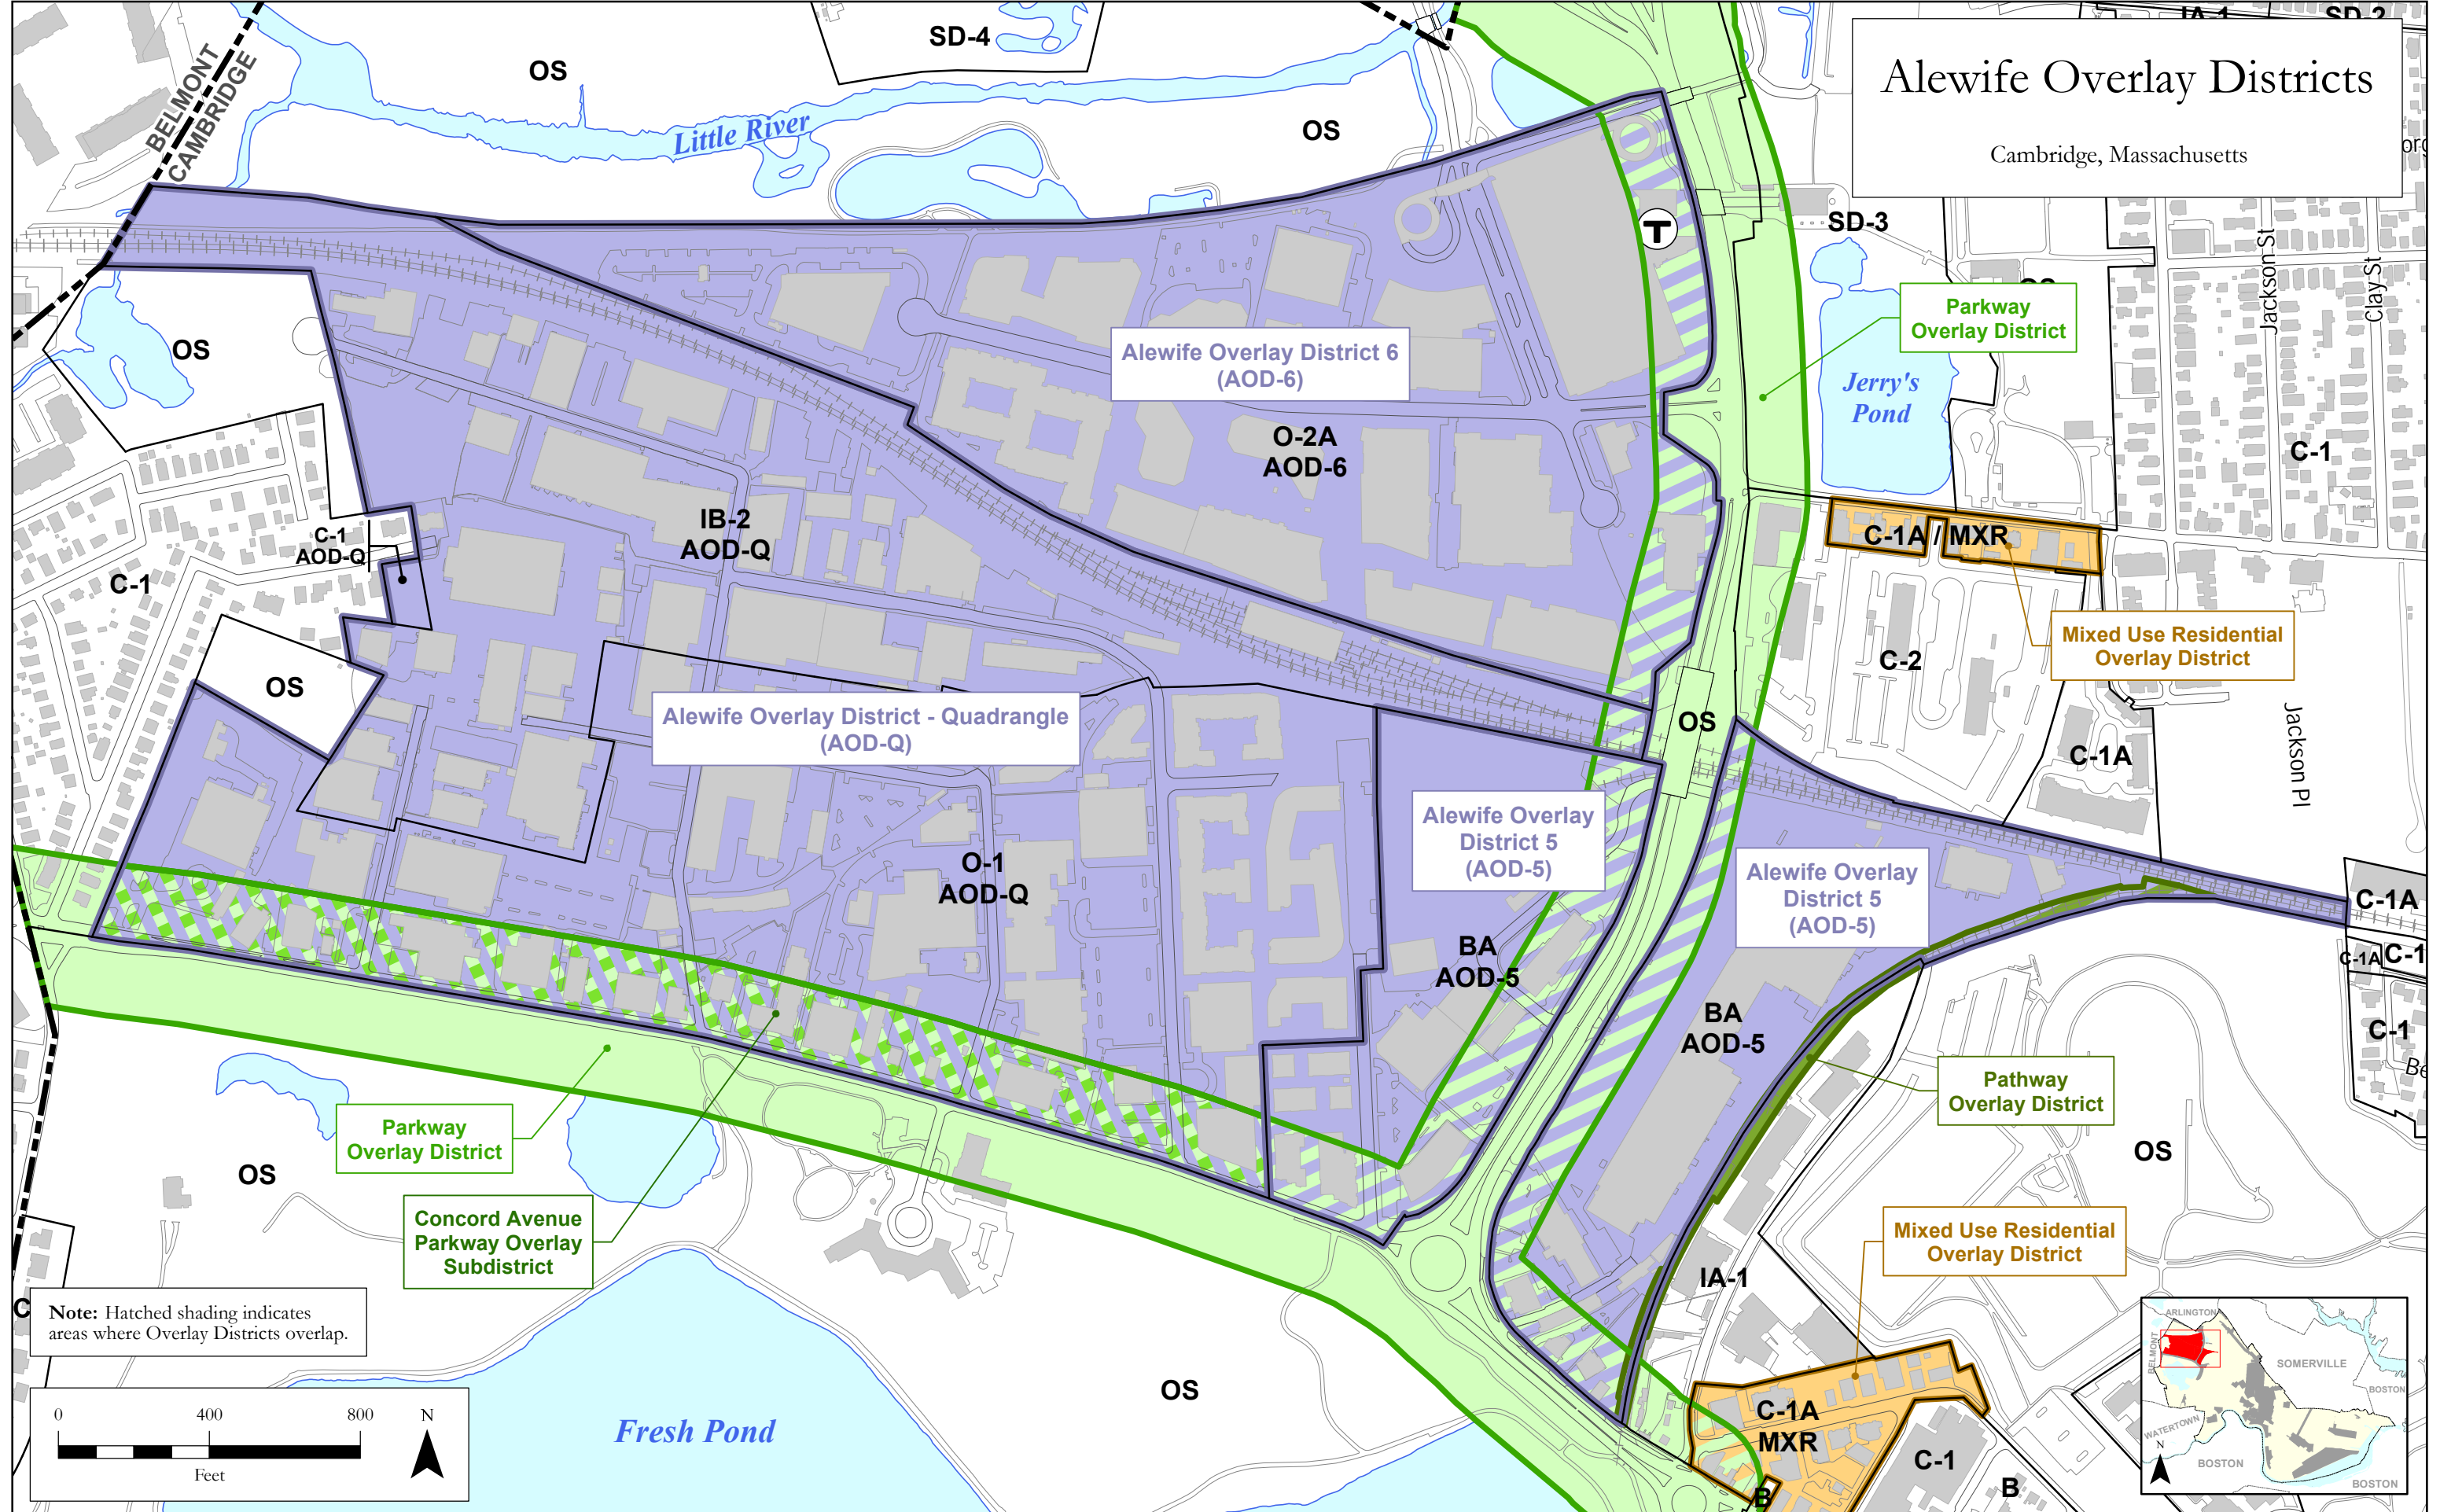 Alewife Overlay Districts
Cambridge, Massachusetts
SD-4
OS
BELMONT
CAMBRIDGE
Little River
OS
T
SD-3
Parkway
Overlay District
Jackson St
Clay St
OS
Alewife Overlay District 6
(AOD-6)
Jerry's
Pond
O-2A
AOD-6
C-1
IB-2
AOD-Q
C-1
AOD-Q
C-1A / MXR
C-1
Mixed Use Residential
Overlay District
C-2
OS
Alewife Overlay District - Quadrangle
(AOD-Q)
OS
C-1A
Jackson Pl
Alewife Overlay
District 5
(AOD-5)
O-1
AOD-Q
Alewife Overlay
District 5
(AOD-5)
C-1A
BA
AOD-5
C-1A
C-1
BA
AOD-5
C-1
Pathway
Overlay District
Parkway
Overlay District
OS
OS
Concord Avenue
Parkway Overlay
Subdistrict
Mixed Use Residential
Overlay District
IA-1
Note: Hatched shading indicates
areas where Overlay Districts overlap.
0 400 800
Feet
N
Fresh Pond
OS
C-1A
MXR
C-1
B
B
ARLINGTON
BELMONT
SOMERVILLE
BOSTON
WATERTOWN
N
BOSTON
BOSTON